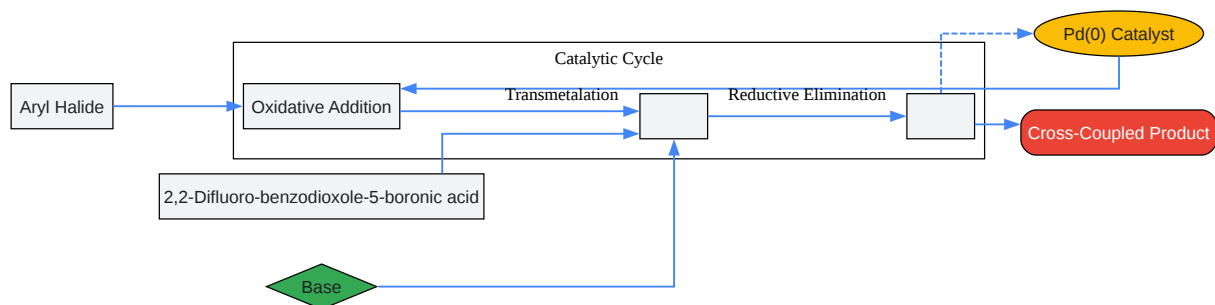 Pd(0) Catalyst
Catalytic Cycle
Aryl Halide
Oxidative Addition
Transmetalation
Reductive Elimination
Cross-Coupled Product
2,2-Difluoro-benzodioxole-5-boronic acid
Base